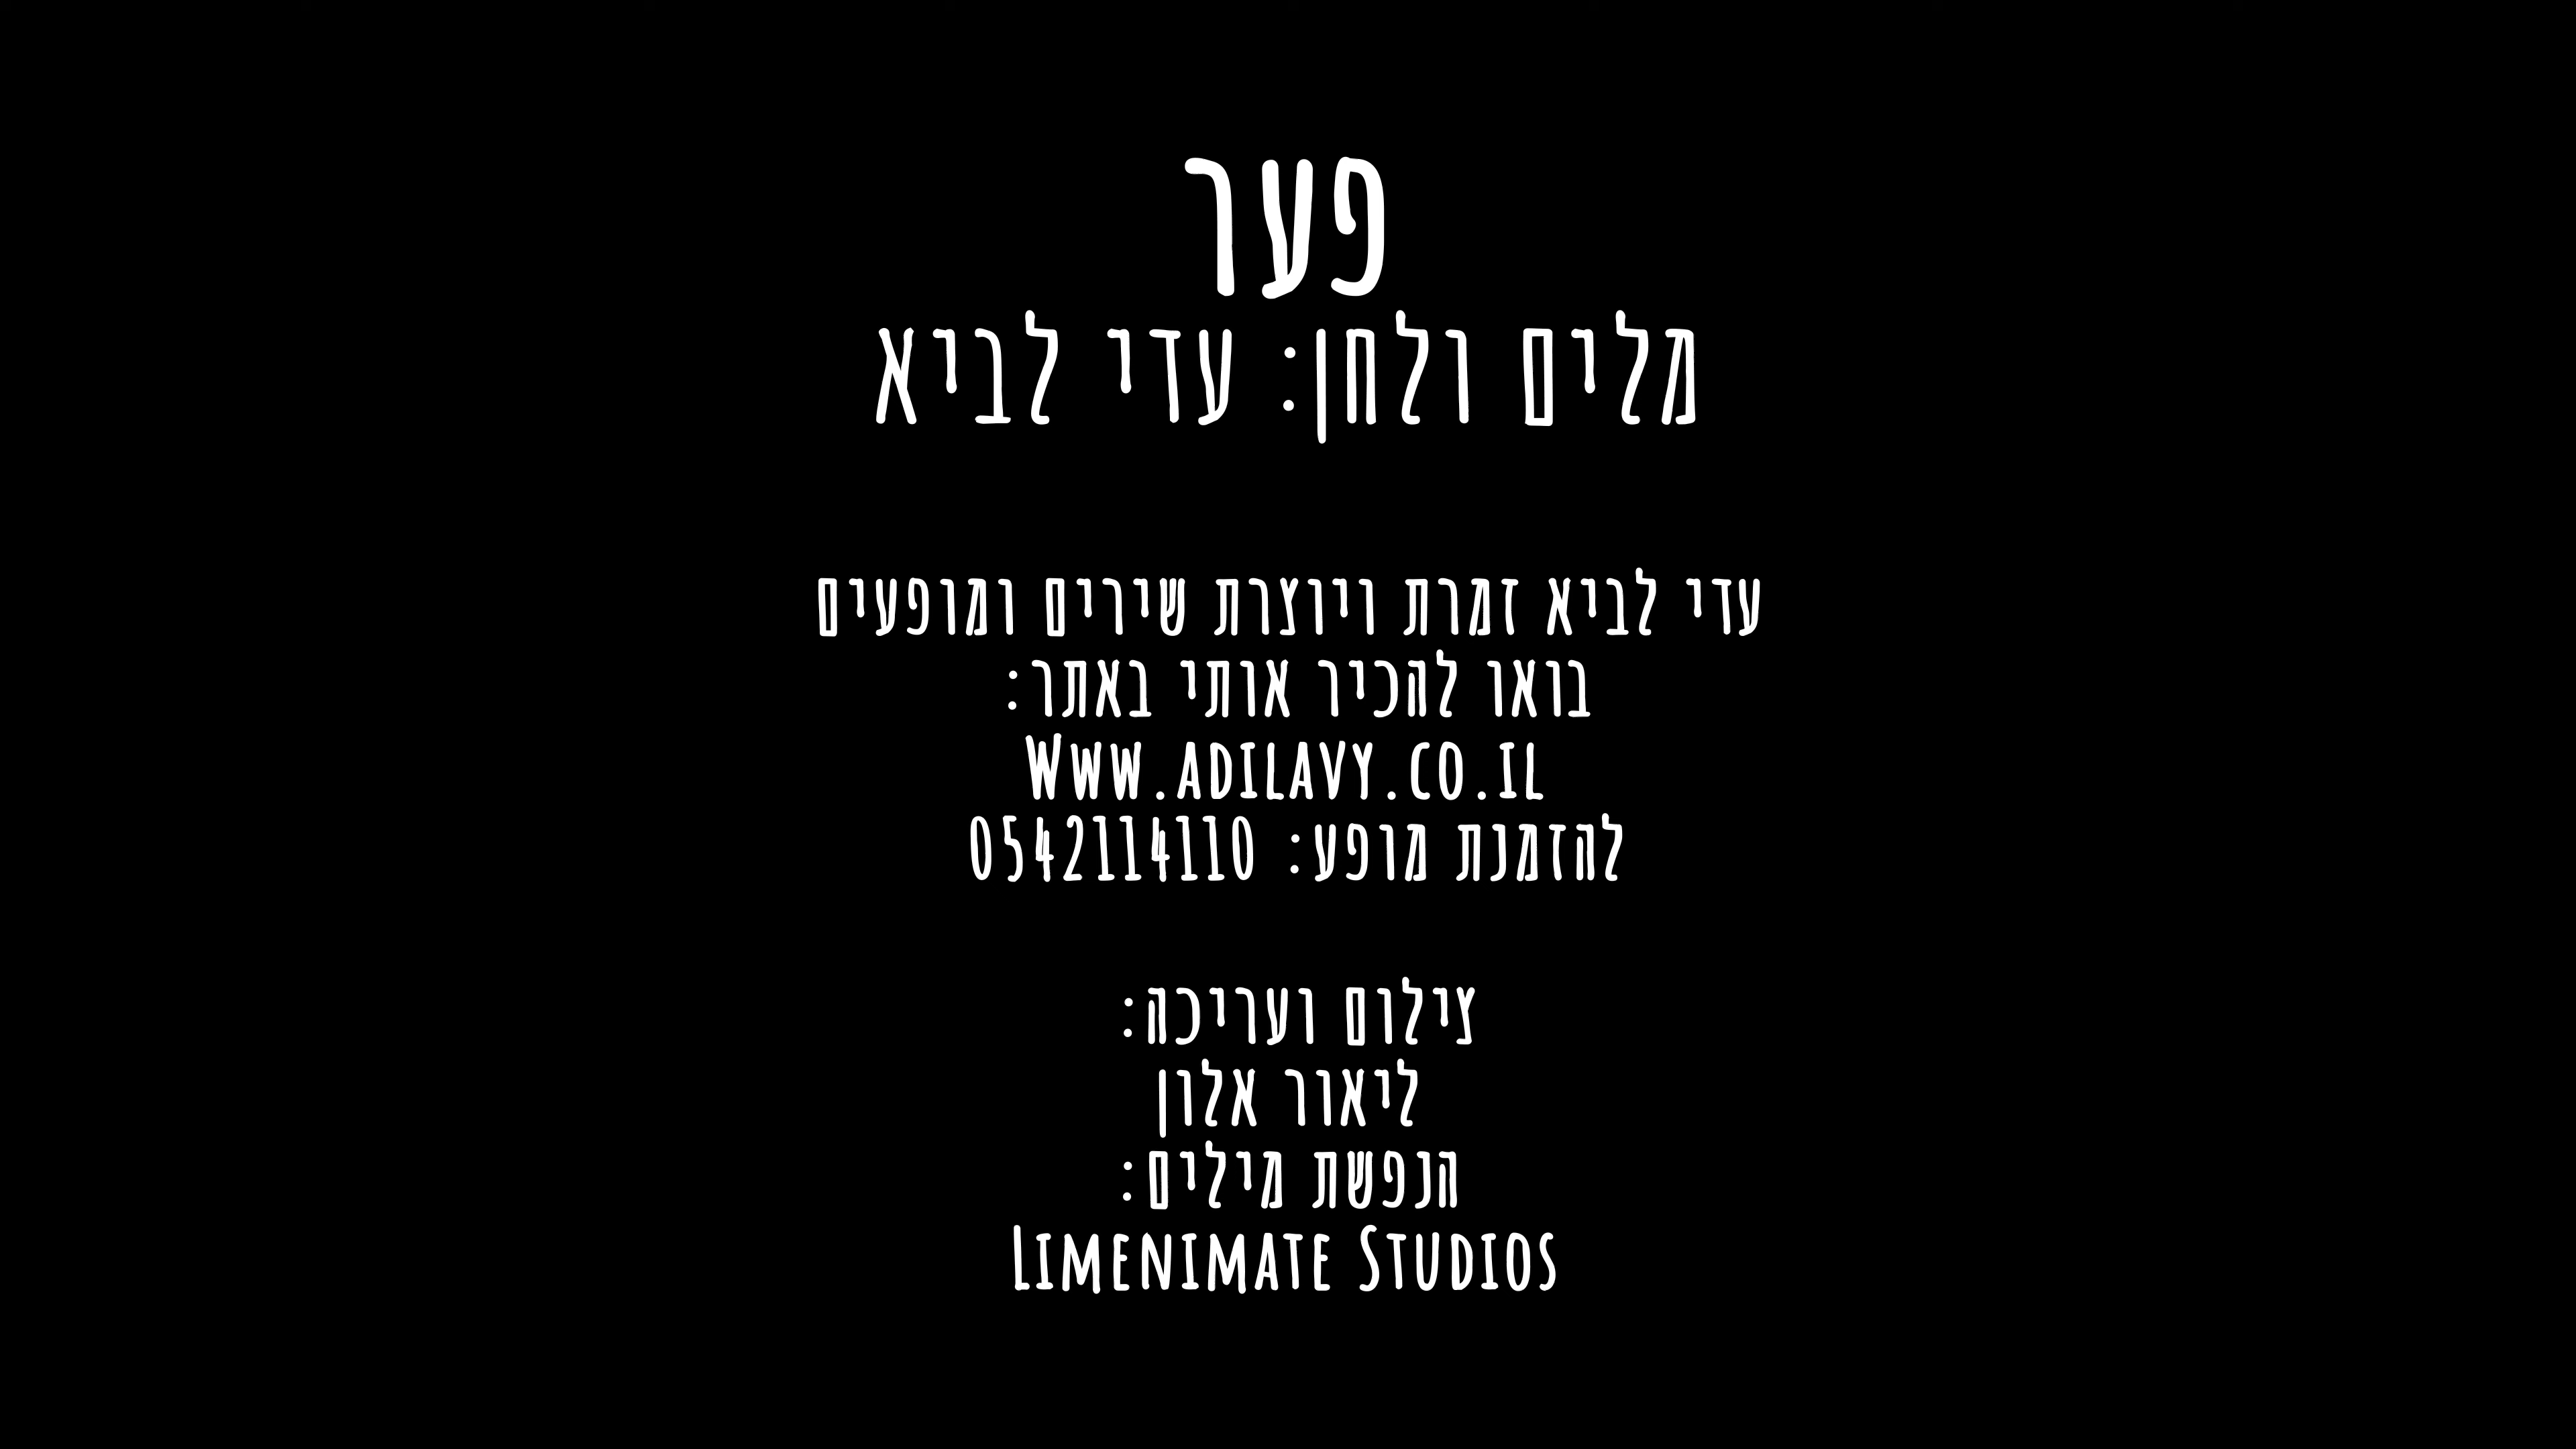 פער
מלים ולחן: עדי לביא
עדי לביא זמרת ויוצרת שירים ומופעים
בואו להכיר אותי באתר:
Www.adilavy.co.il
להזמנת מופע: 0542114110
צילום ועריכה:
ליאור אלון
הנפשת מילים:
Limenimate Studios